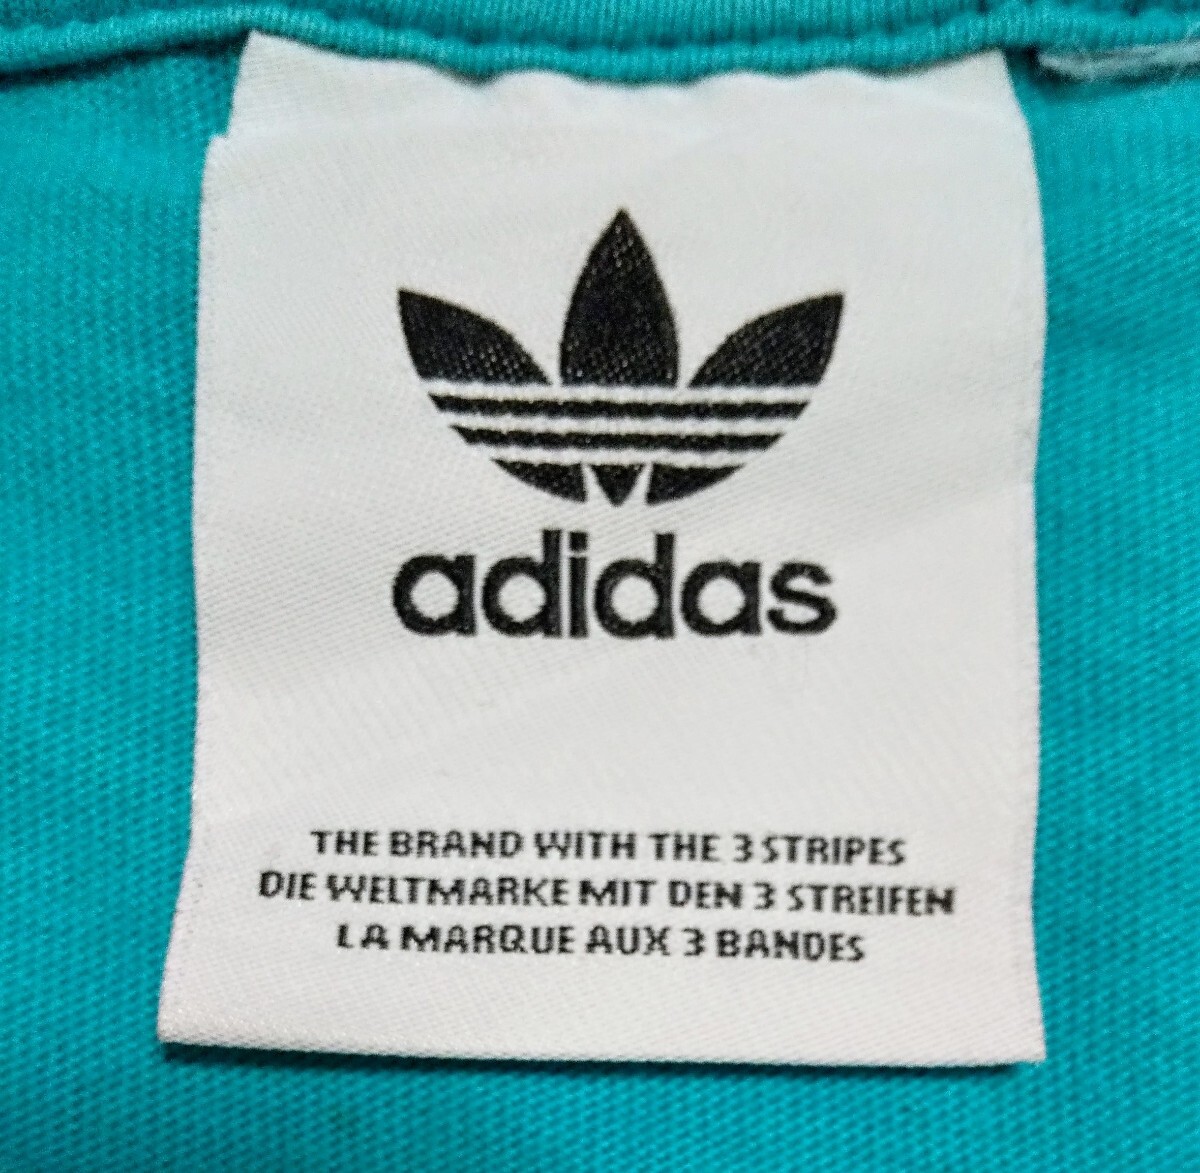 adidas
THE BRAND WITH THE 3 STRIPES
DIE WELTMARKE MIT DEN 3 STREIFEN
LA MARQUE AUX 3 BANDES